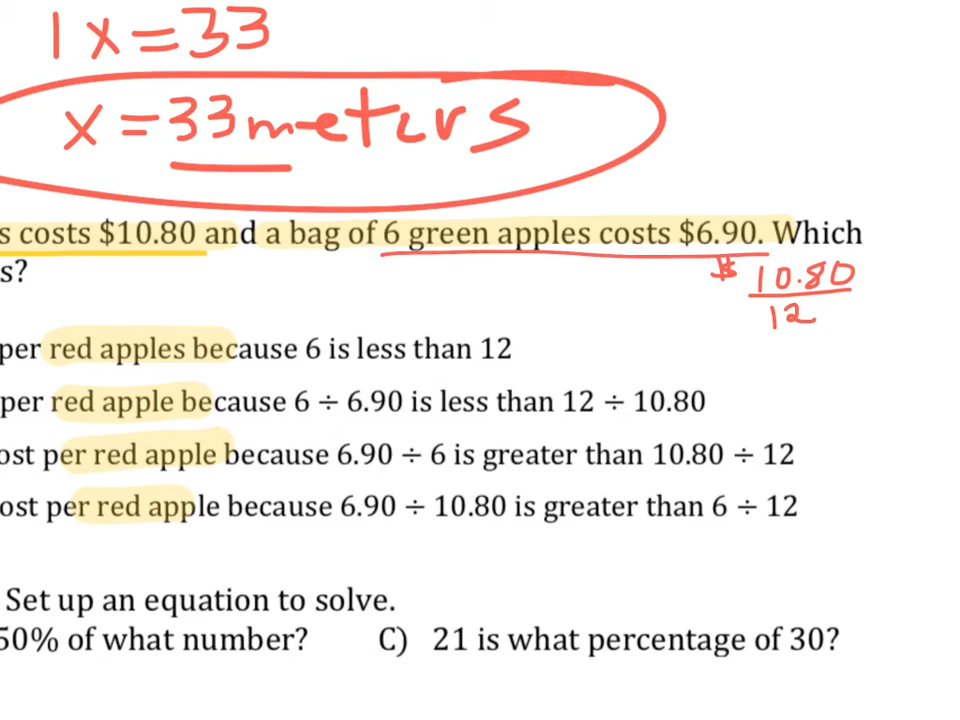 1x=33
x=33meters
s costs $10.80 and a bag of 6 green apples costs $6.90. Which
s?
$ 10.80
12
per red apples because 6 is less than 12
per red apple because 6 ÷ 6.90 is less than 12 ÷ 10.80
ost per red apple because 6.90 ÷ 6 is greater than 10.80 ÷ 12
ost per red apple because 6.90 ÷ 10.80 is greater than 6 ÷ 12
Set up an equation to solve.
50% of what number? C) 21 is what percentage of 30?